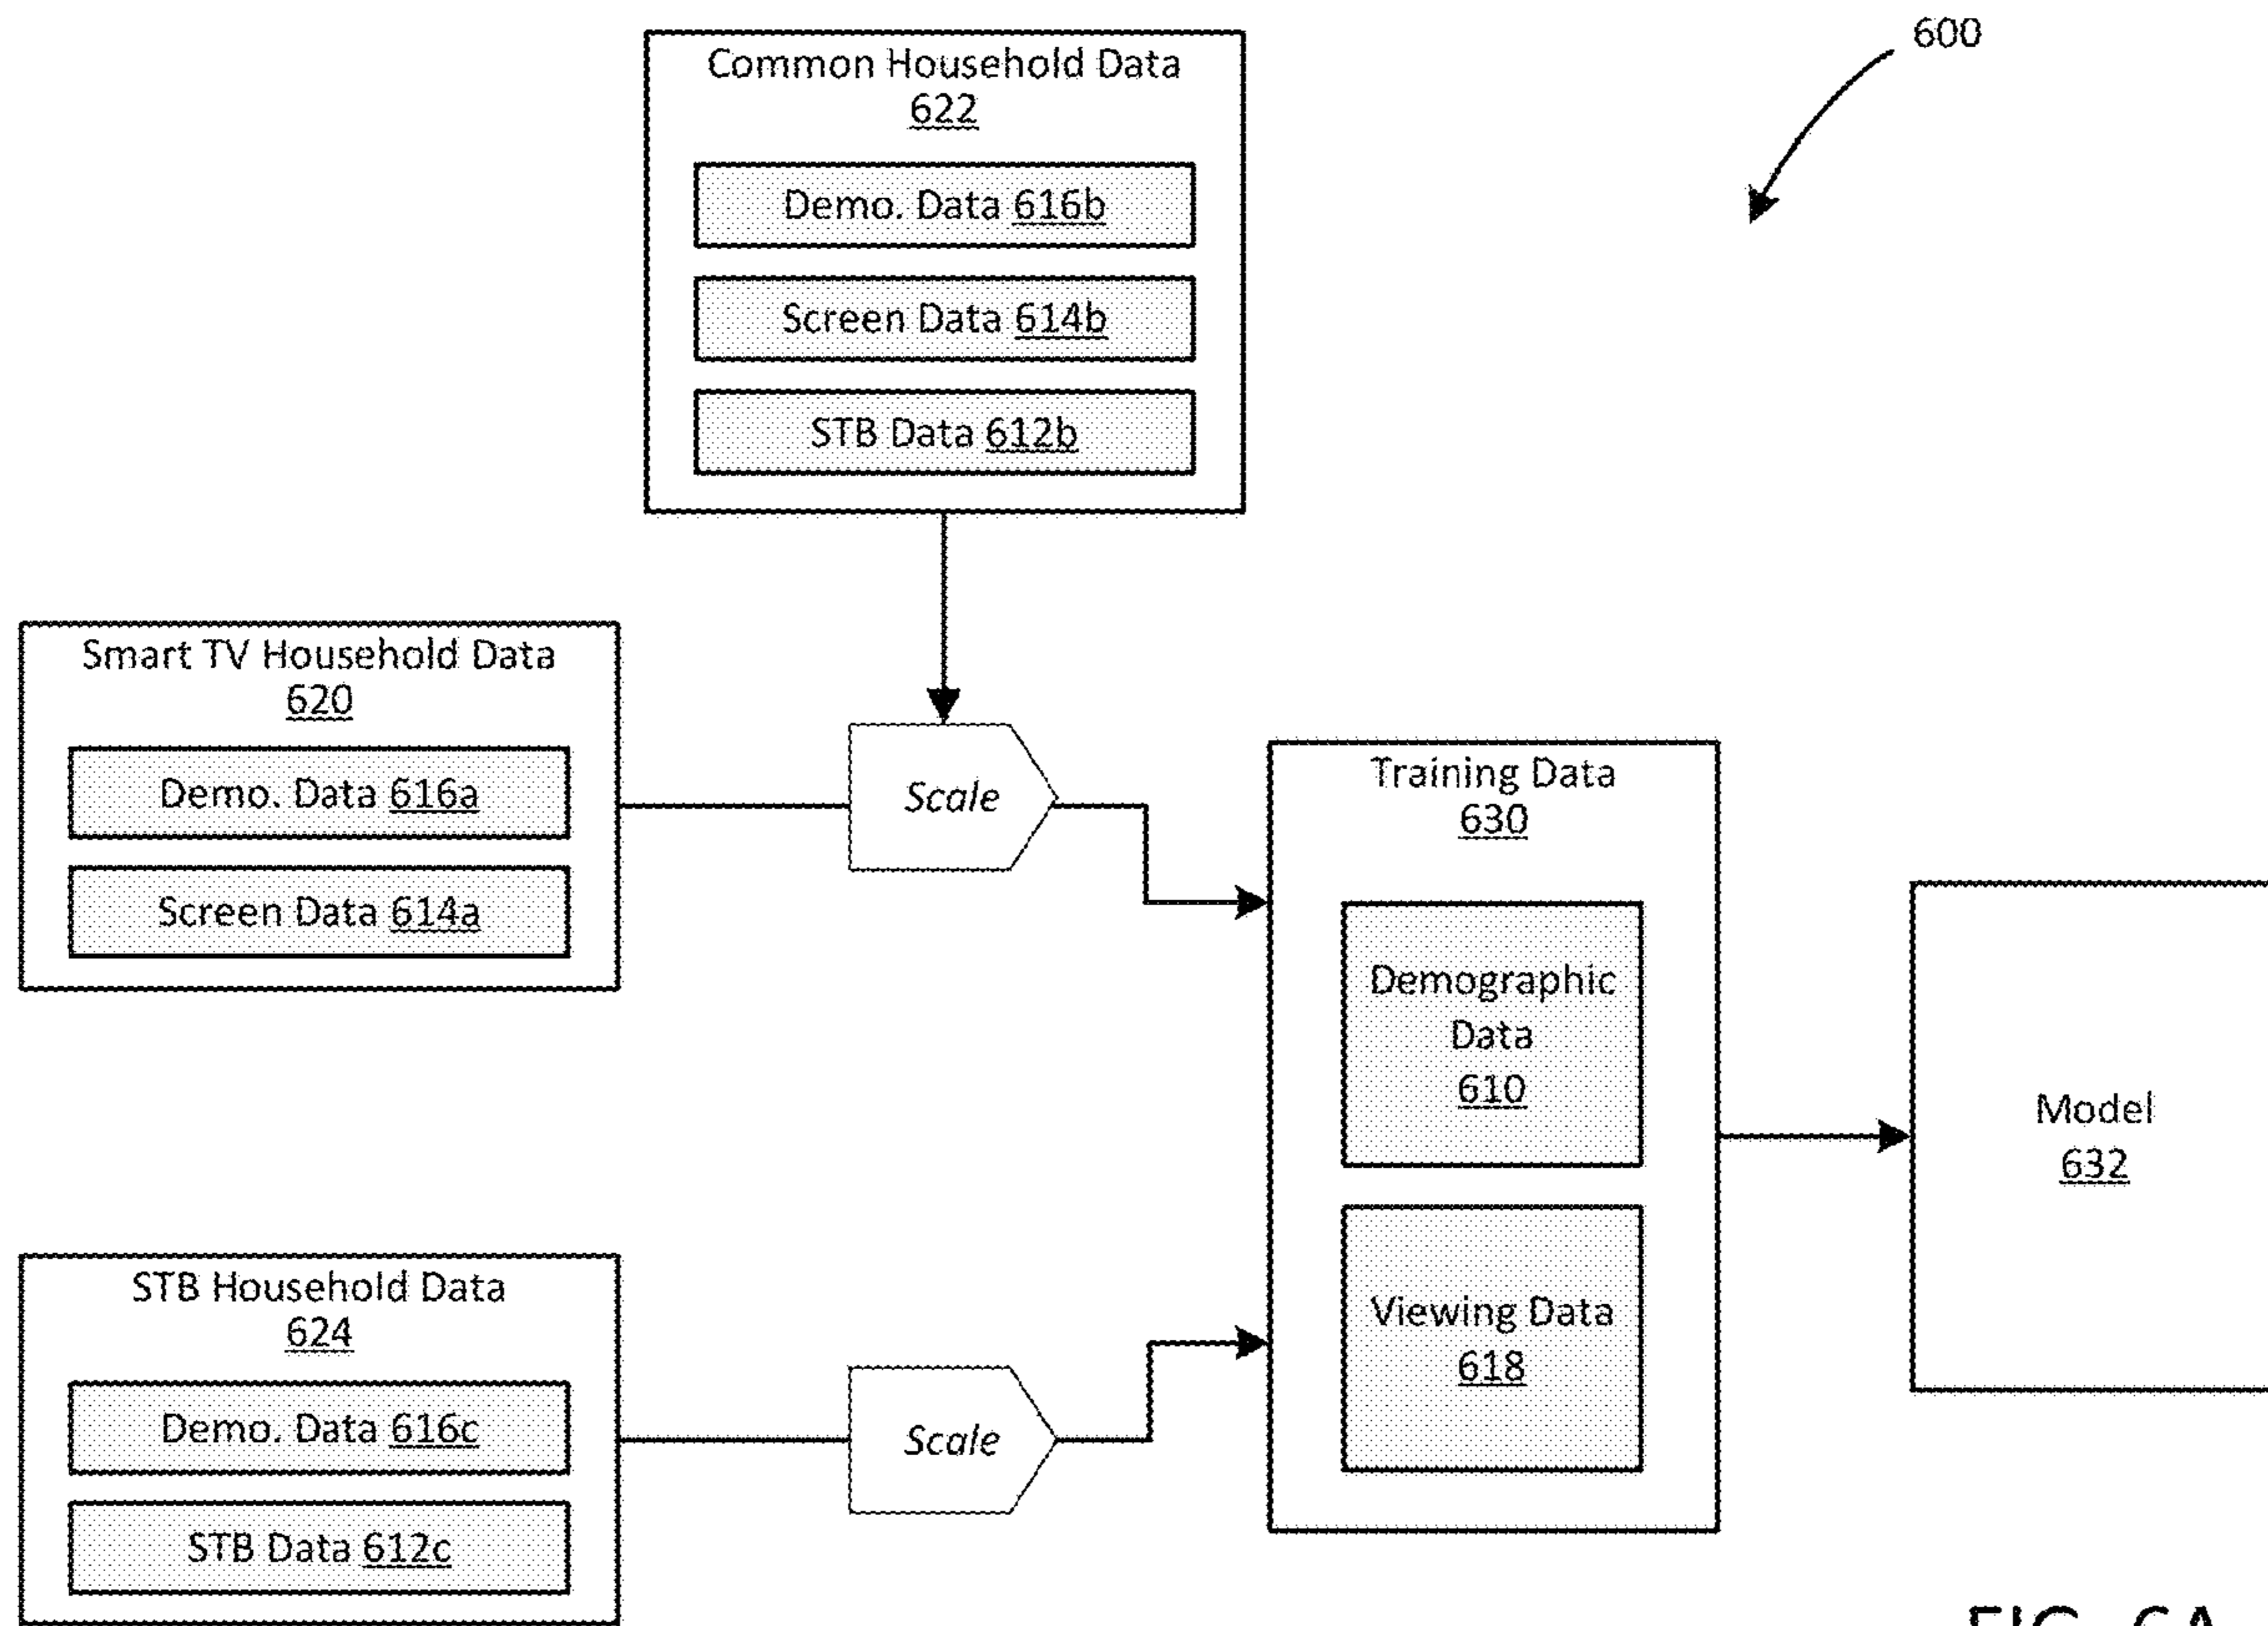 600
Common Household Data
622
Demo. Data 616b
Screen Data 614b
STB Data 612b
Smart TV Household Data
620
Demo. Data 616a
Screen Data 614a
Scale
Training Data
630
Demographic
Data
610
Viewing Data
618
Model
632
STB Household Data
624
Demo. Data 616c
STB Data 612c
Scale
FIG. 6A